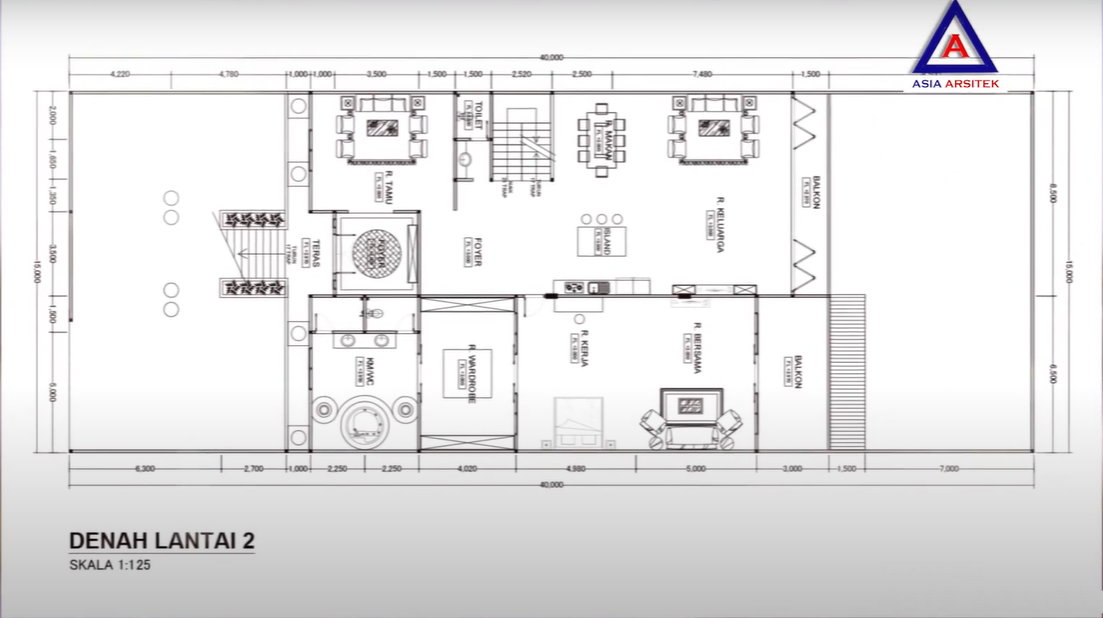 A
ASIA ARSITEK
40,000
4,220
4,780
1,000
1,000
3,500
1,500
1,500
2,520
2,500
7,480
1,500
2,000
1,650
1,350
3,500
1,500
5,000
15,000
8,500
6,500
15,000
TOILET
R. MAKAN
R. TAMU
BALKON
R. KELUARGA
ISLAND
FOYER
FOYER
TERAS
TURUN
17 TRAP
R. KERJA
R. BERSAMA
BALKON
KM/WC
R. WARDROBE
6,300
2,700
1,000
2,250
2,250
4,020
4,980
5,000
3,000
1,500
7,000
40,000
DENAH LANTAI 2
SKALA 1:125